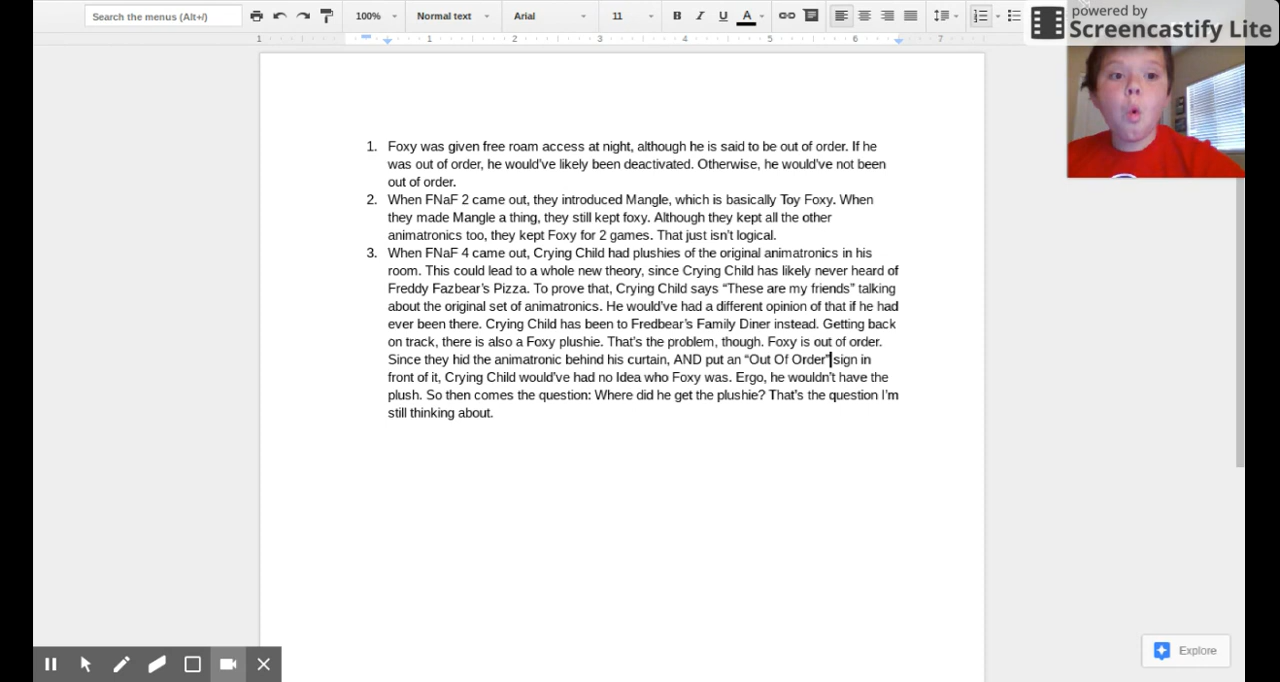 powered by
Screencastify Lite
Search the menus (Alt+/)
100%
Normal text
Arial
11
B
I
U
A
1
1
2
3
4
5
6
7
1. Foxy was given free roam access at night, although he is said to be out of order. If he
was out of order, he would've likely been deactivated. Otherwise, he would've not been
out of order.
2. When FNaF 2 came out, they introduced Mangle, which is basically Toy Foxy. When
they made Mangle a thing, they still kept foxy. Although they kept all the other
animatronics too, they kept Foxy for 2 games. That just isn't logical.
3. When FNaF 4 came out, Crying Child had plushies of the original animatronics in his
room. This could lead to a whole new theory, since Crying Child has likely never heard of
Freddy Fazbear's Pizza. To prove that, Crying Child says “These are my friends” talking
about the original set of animatronics. He would've had a different opinion of that if he had
ever been there. Crying Child has been to Fredbear's Family Diner instead. Getting back
on track, there is also a Foxy plushie. That's the problem, though. Foxy is out of order.
Since they hid the animatronic behind his curtain, AND put an “Out Of Order” sign in
front of it, Crying Child would've had no Idea who Foxy was. Ergo, he wouldn't have the
plush. So then comes the question: Where did he get the plushie? That's the question I'm
still thinking about.
Explore